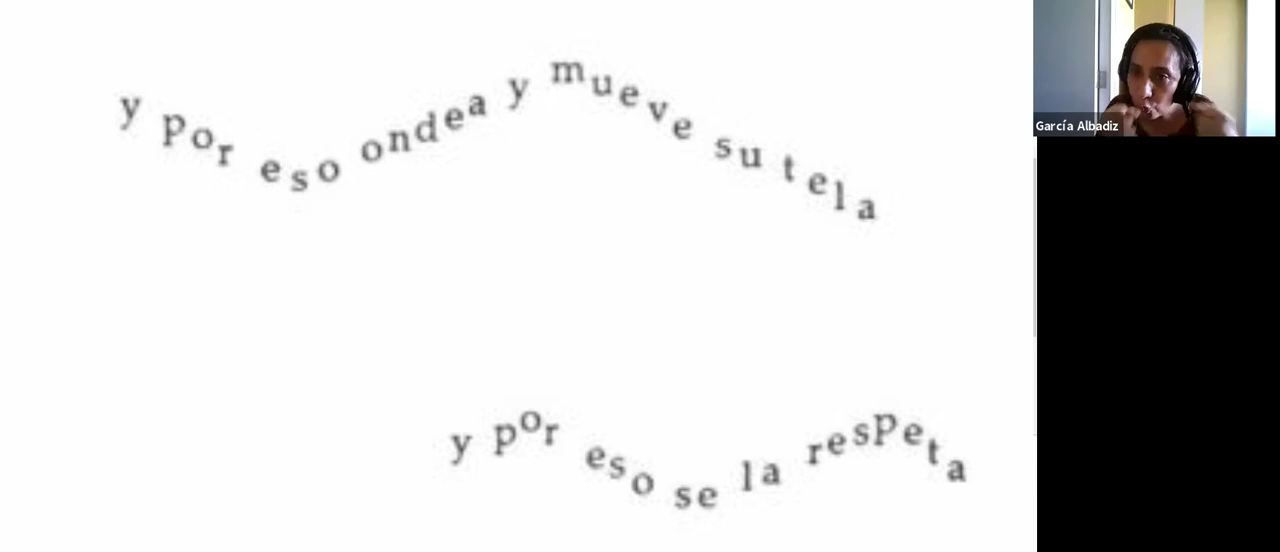 y por eso ondea y mueve su tela
y por eso se la respeta
García Albadiz